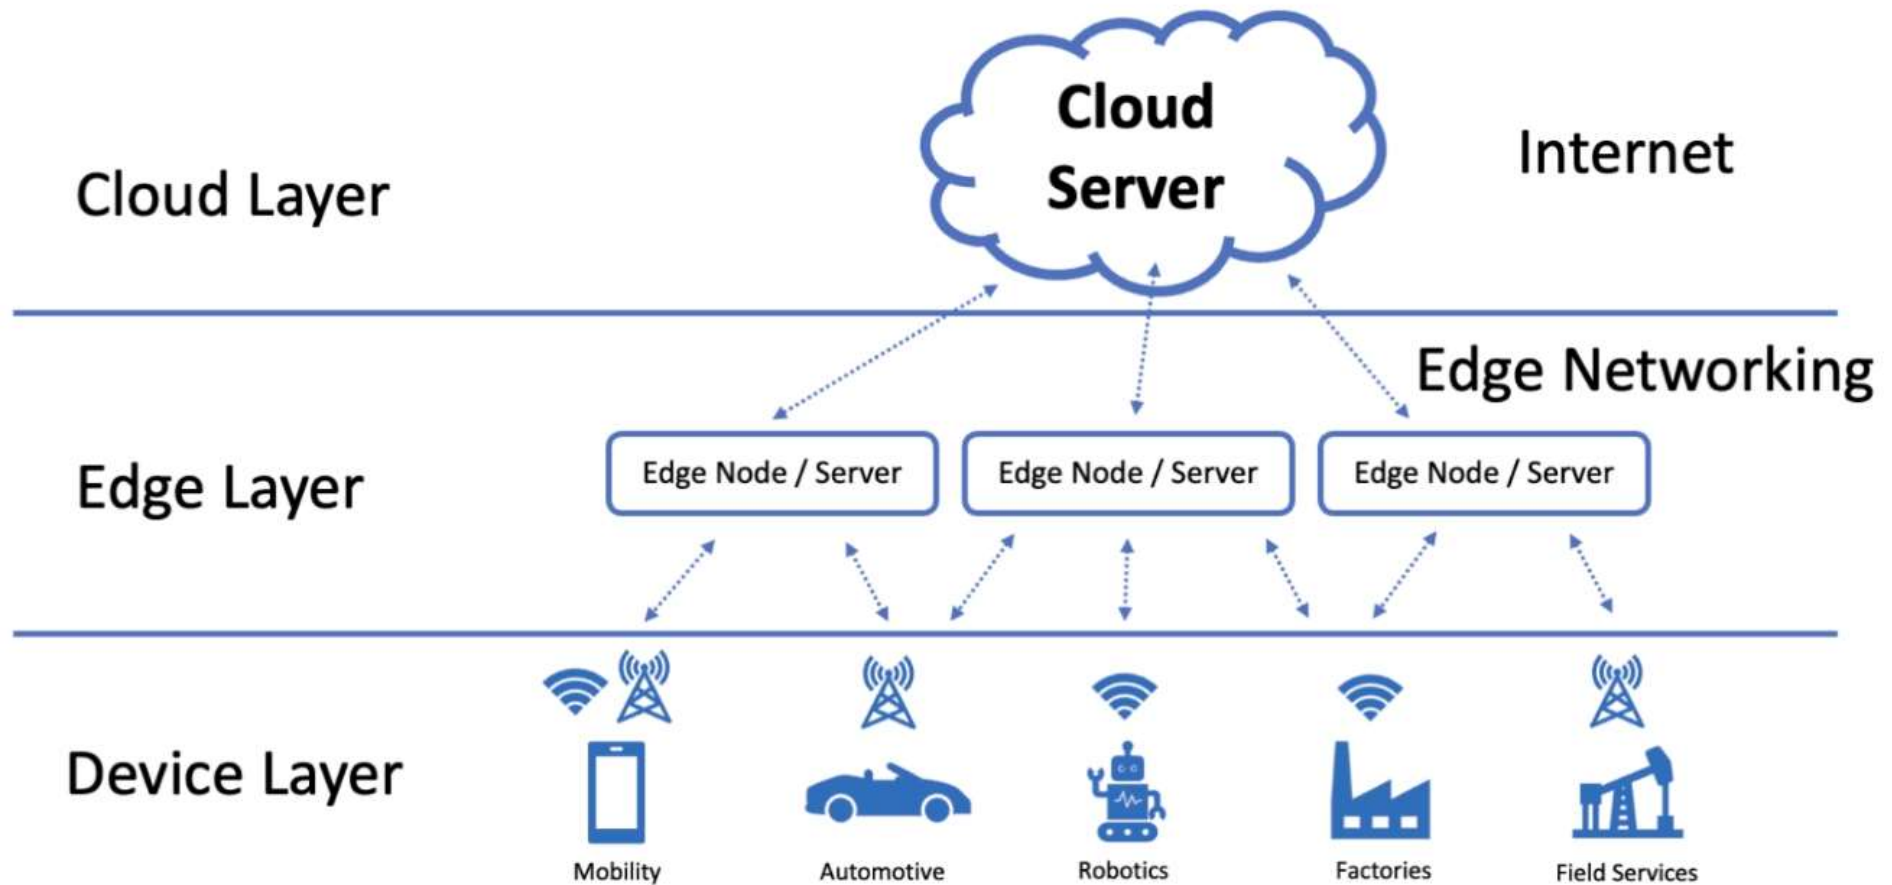 Cloud
Server
Internet
Cloud Layer
Edge Networking
Edge Layer
Edge Node / Server
Edge Node / Server
Edge Node / Server
Device Layer
Mobility
Automotive
Robotics
Factories
Field Services